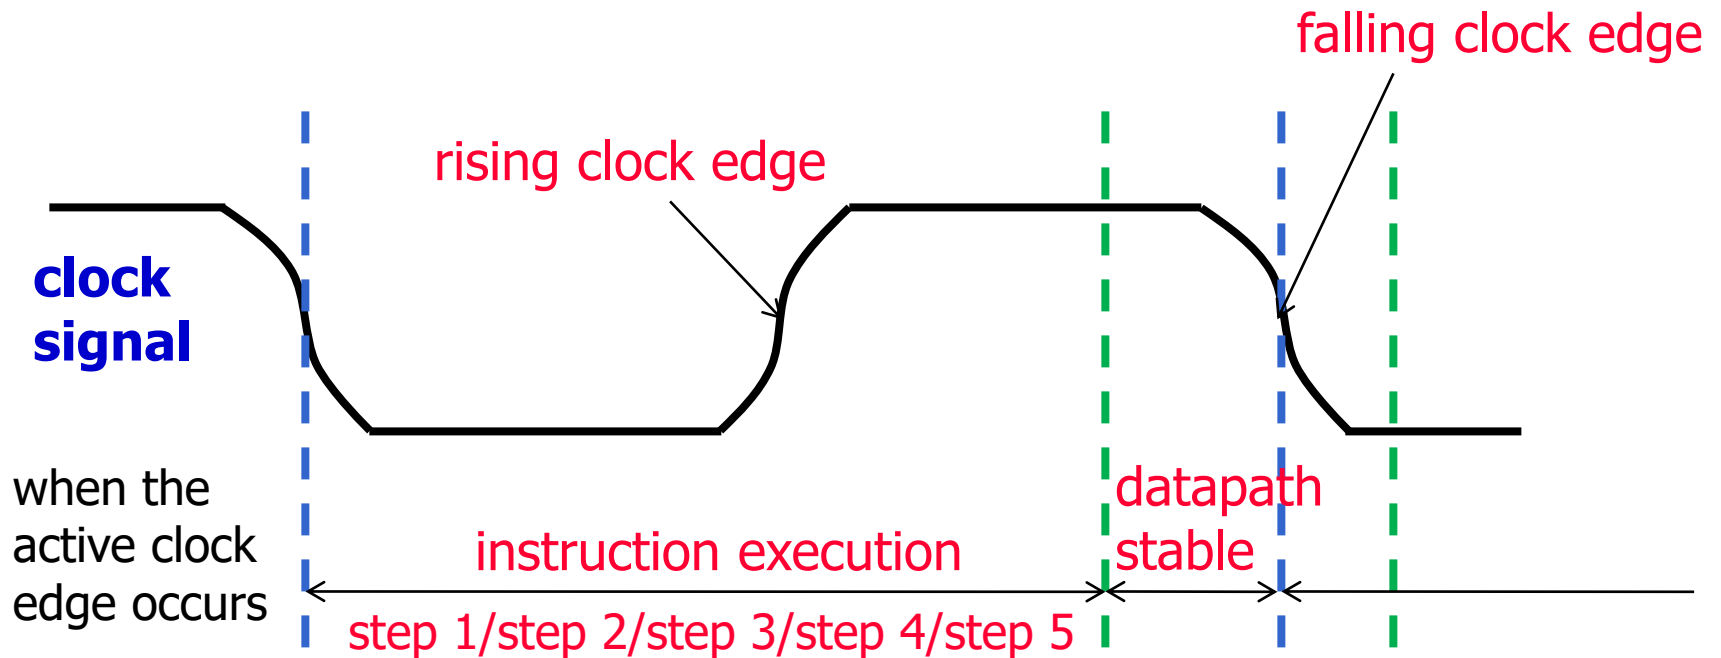 falling clock edge
rising clock edge
clock
signal
when the
active clock
edge occurs
instruction execution
datapath
stable
step 1/step 2/step 3/step 4/step 5